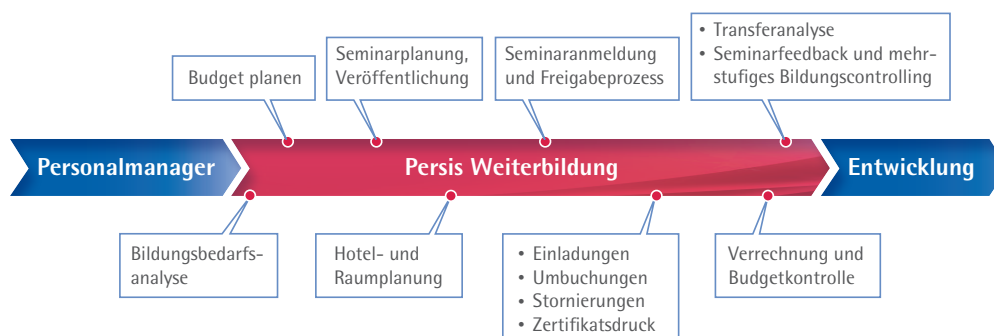 • Transferanalyse
• Seminarfeedback und mehr-
stufiges Bildungscontrolling
Budget planen
Seminarplanung,
Veröffentlichung
Seminaranmeldung
und Freigabeprozess
Personalmanager
Persis Weiterbildung
Entwicklung
Bildungsbedarfs-
analyse
Hotel- und
Raumplanung
• Einladungen
• Umbuchungen
• Stornierungen
• Zertifikatsdruck
Verrechnung und
Budgetkontrolle